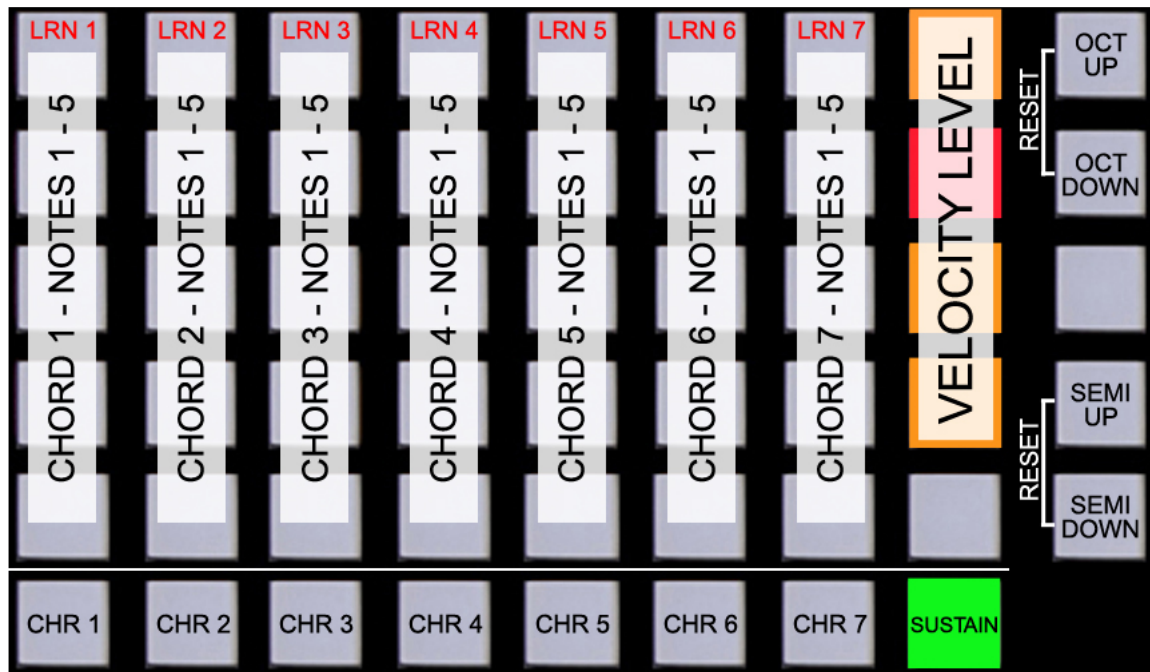 LRN 1
LRN 2
LRN 3
LRN 4
LRN 5
LRN 6
LRN 7
CHORD 1 - NOTES 1 - 5
CHORD 2 - NOTES 1 - 5
CHORD 3 - NOTES 1 - 5
CHORD 4 - NOTES 1 - 5
CHORD 5 - NOTES 1 - 5
CHORD 6 - NOTES 1 - 5
CHORD 7 - NOTES 1 - 5
VELOCITY LEVEL
RESET
OCT
UP
OCT
DOWN
RESET
SEMI
UP
SEMI
DOWN
CHR 1
CHR 2
CHR 3
CHR 4
CHR 5
CHR 6
CHR 7
SUSTAIN